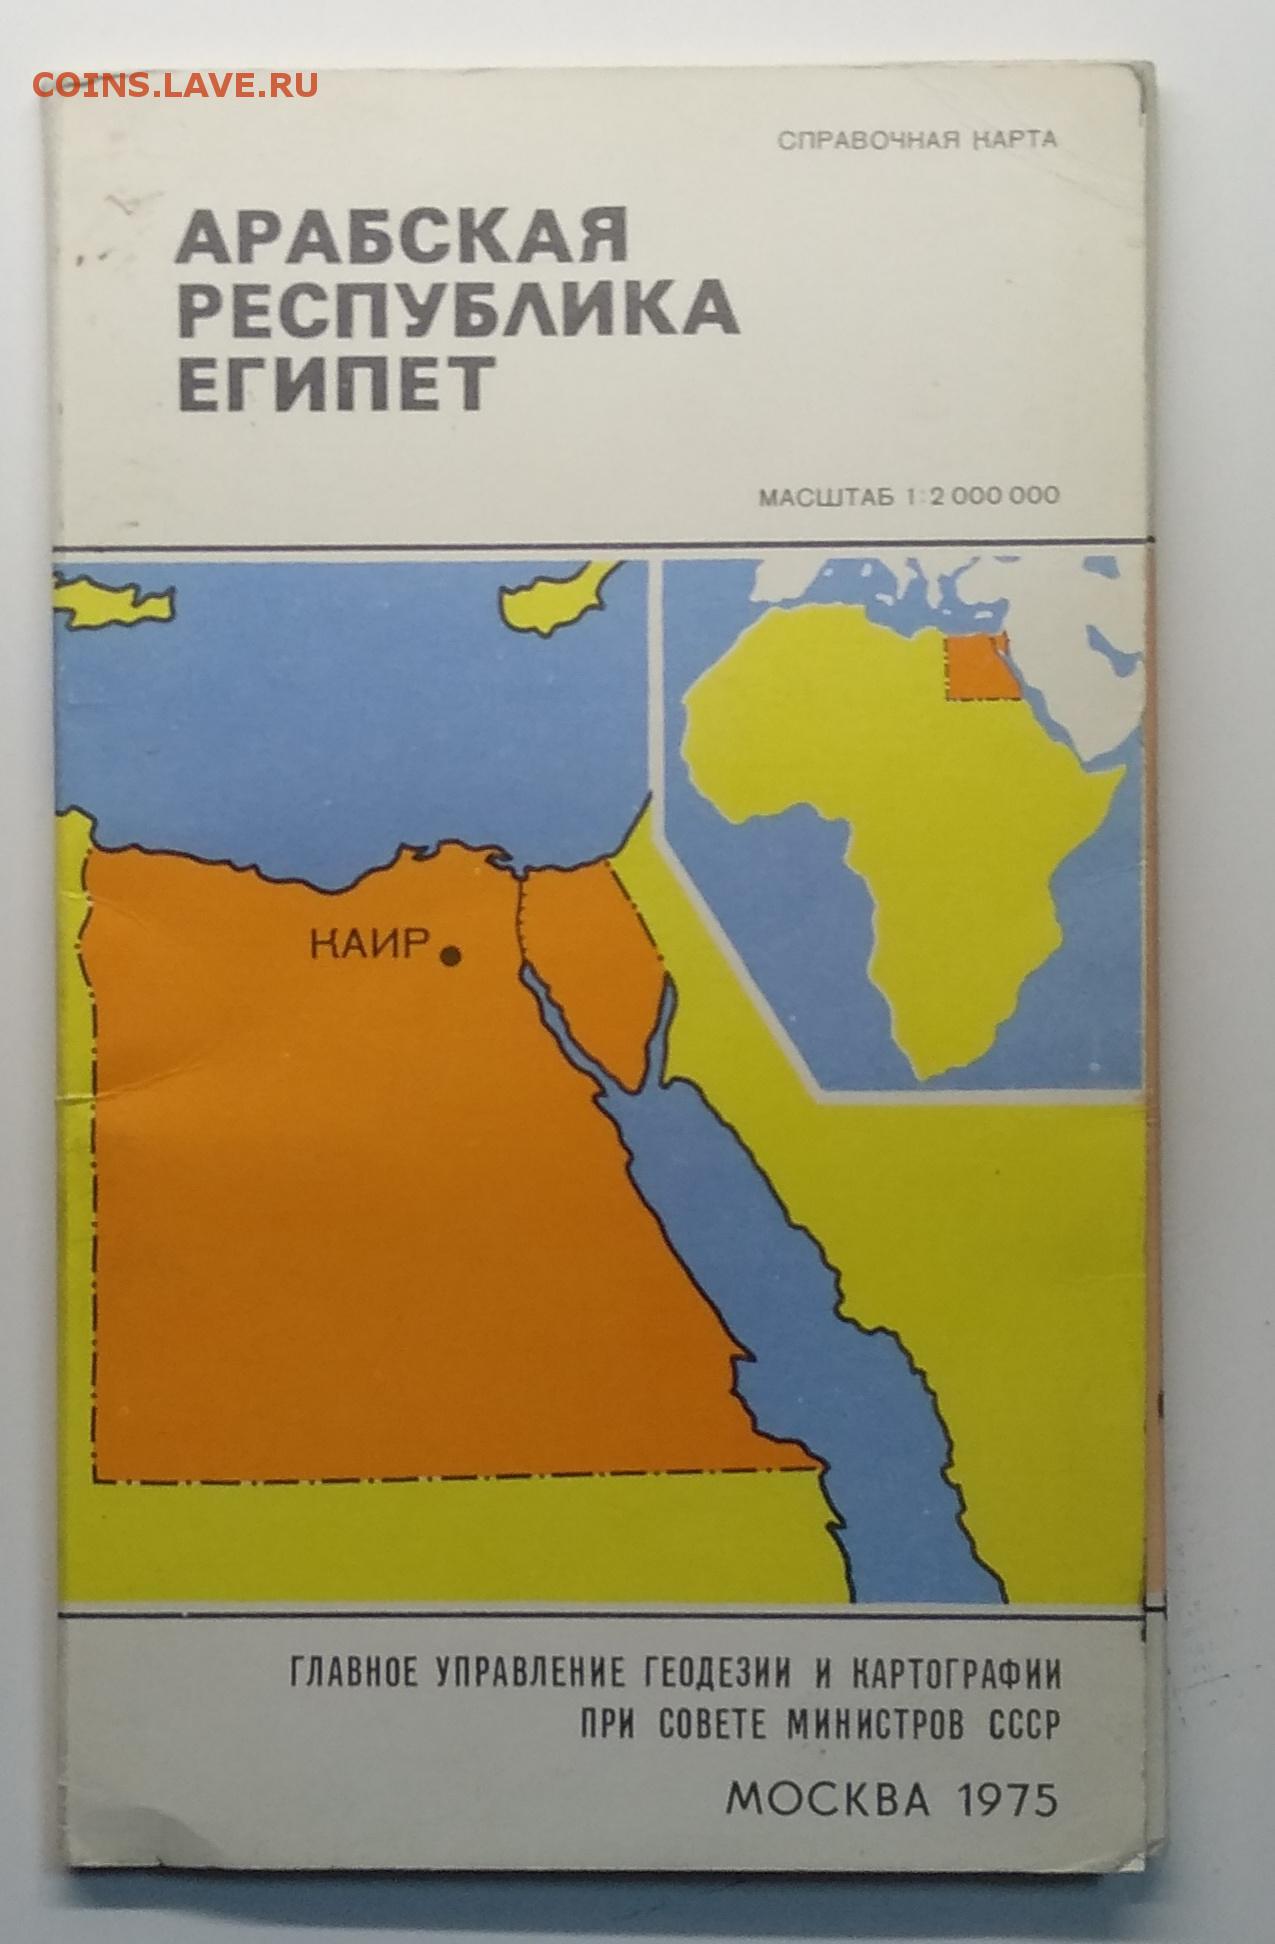 COINS.LAVE.RU
СПРАВОЧНАЯ КАРТА
АРАБСКАЯ
РЕСПУБЛИКА
ЕГИПЕТ
МАСШТАБ 1:2 000 000
КАИР
ГЛАВНОЕ УПРАВЛЕНИЕ ГЕОДЕЗИИ И КАРТОГРАФИИ
ПРИ СОВЕТЕ МИНИСТРОВ СССР
МОСКВА 1975